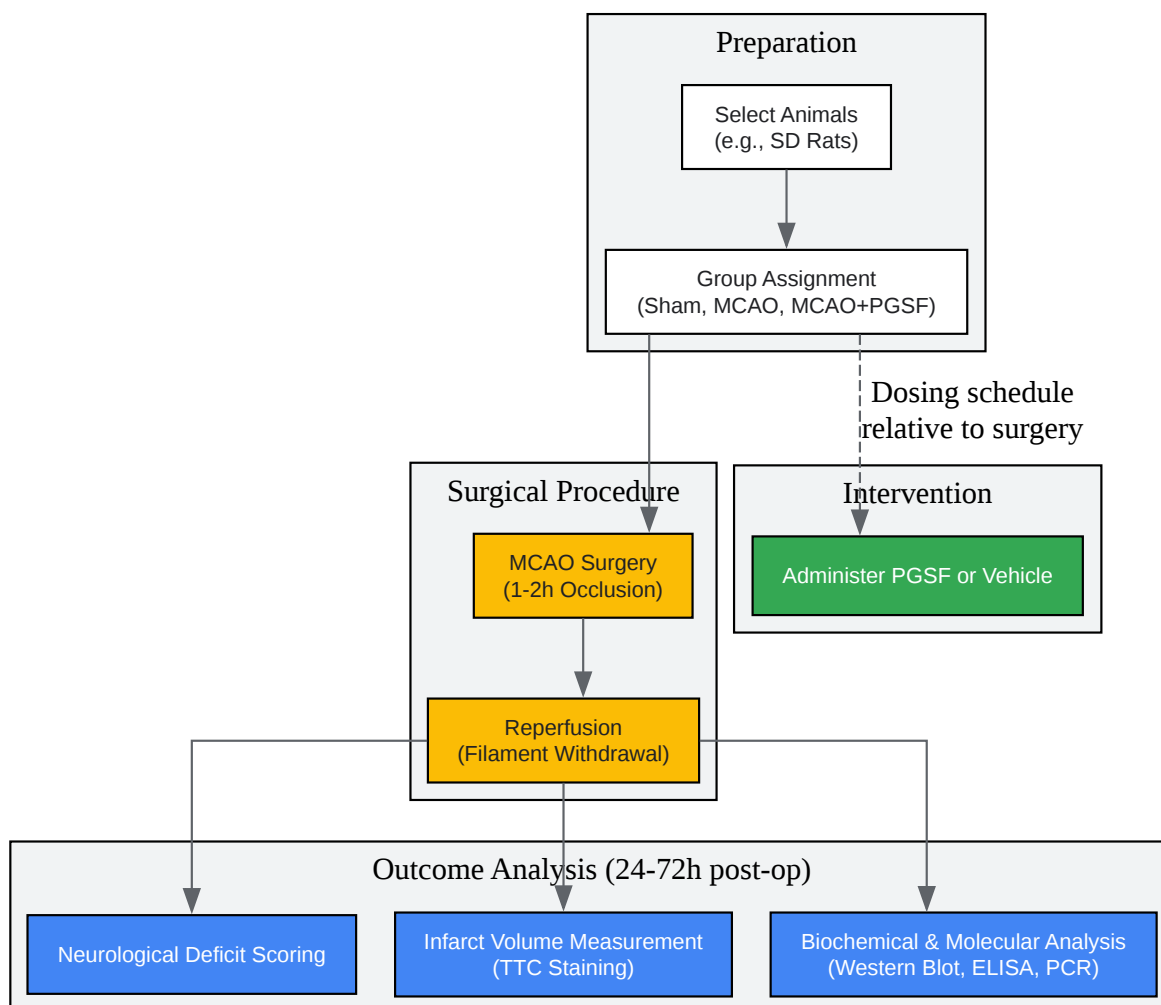 Preparation
Select Animals
(e.g., SD Rats)
Group Assignment
(Sham, MCAO, MCAO+PGSF)
Dosing schedule
relative to surgery
Surgical Procedure
Intervention
MCAO Surgery
(1-2h Occlusion)
Administer PGSF or Vehicle
Reperfusion
(Filament Withdrawal)
Outcome Analysis (24-72h post-op)
Neurological Deficit Scoring
Infarct Volume Measurement
(TTC Staining)
Biochemical & Molecular Analysis
(Western Blot, ELISA, PCR)